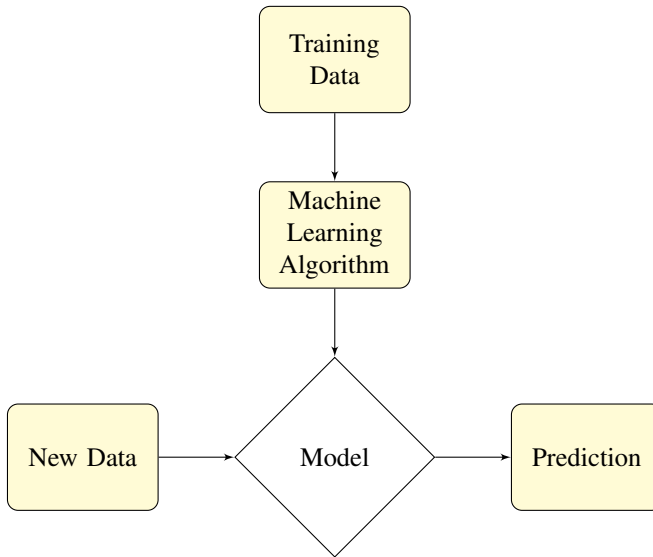 Training
Data
Machine
Learning
Algorithm
New Data
Model
Prediction